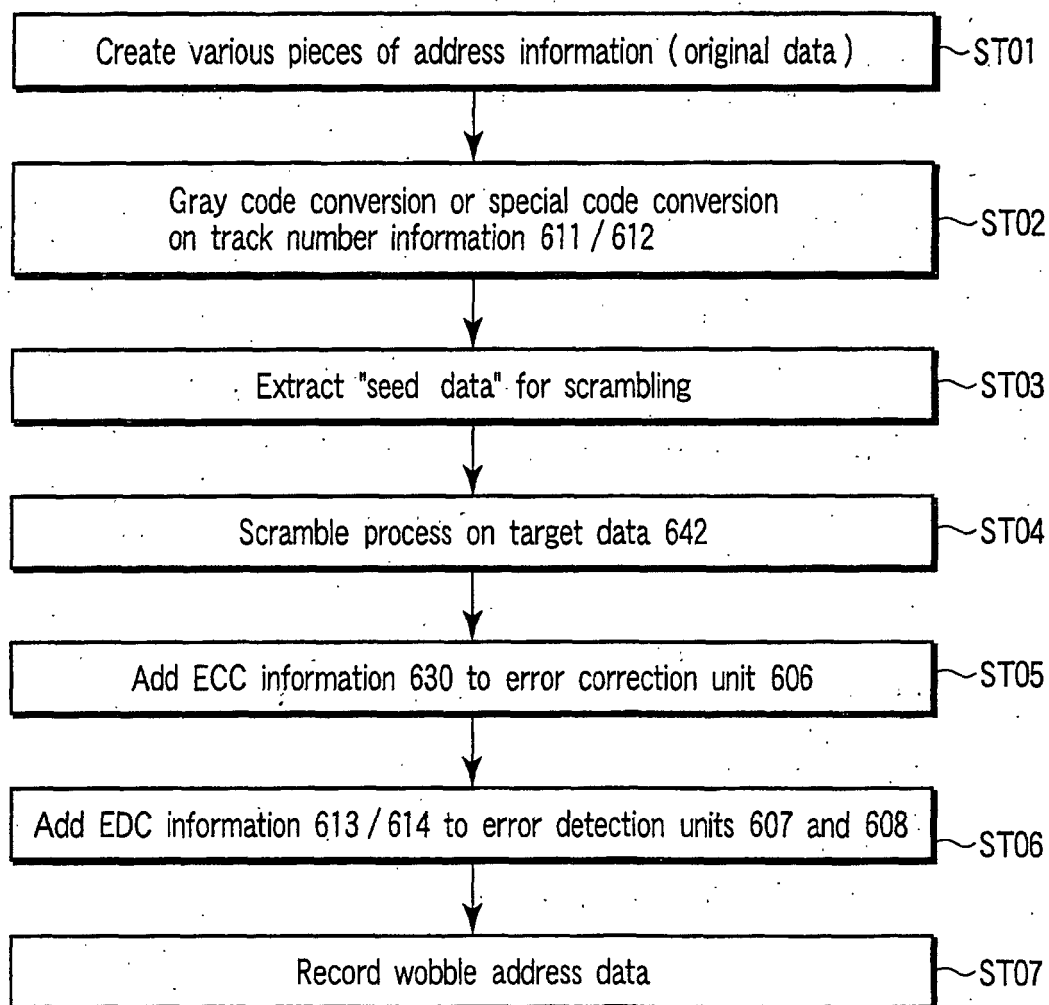 Create various pieces of address information (original data)
ST01
Gray code conversion or special code conversion
on track number information 611/612
ST02
Extract "seed data" for scrambling
ST03
Scramble process on target data 642
ST04
Add ECC information 630 to error correction unit 606
ST05
Add EDC information 613/614 to error detection units 607 and 608
ST06
Record wobble address data
ST07